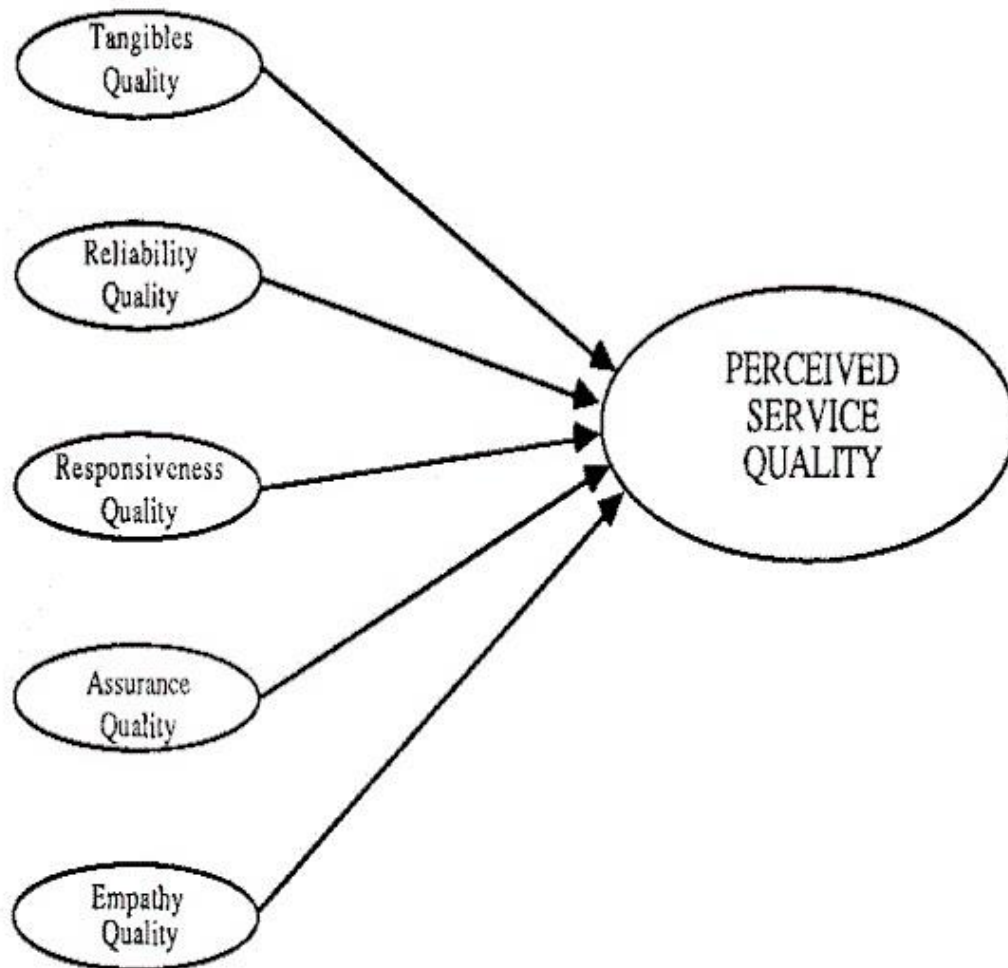 Tangibles
Quality
Reliability
Quality
Responsiveness
Quality
Assurance
Quality
Empathy
Quality
PERCEIVED
SERVICE
QUALITY